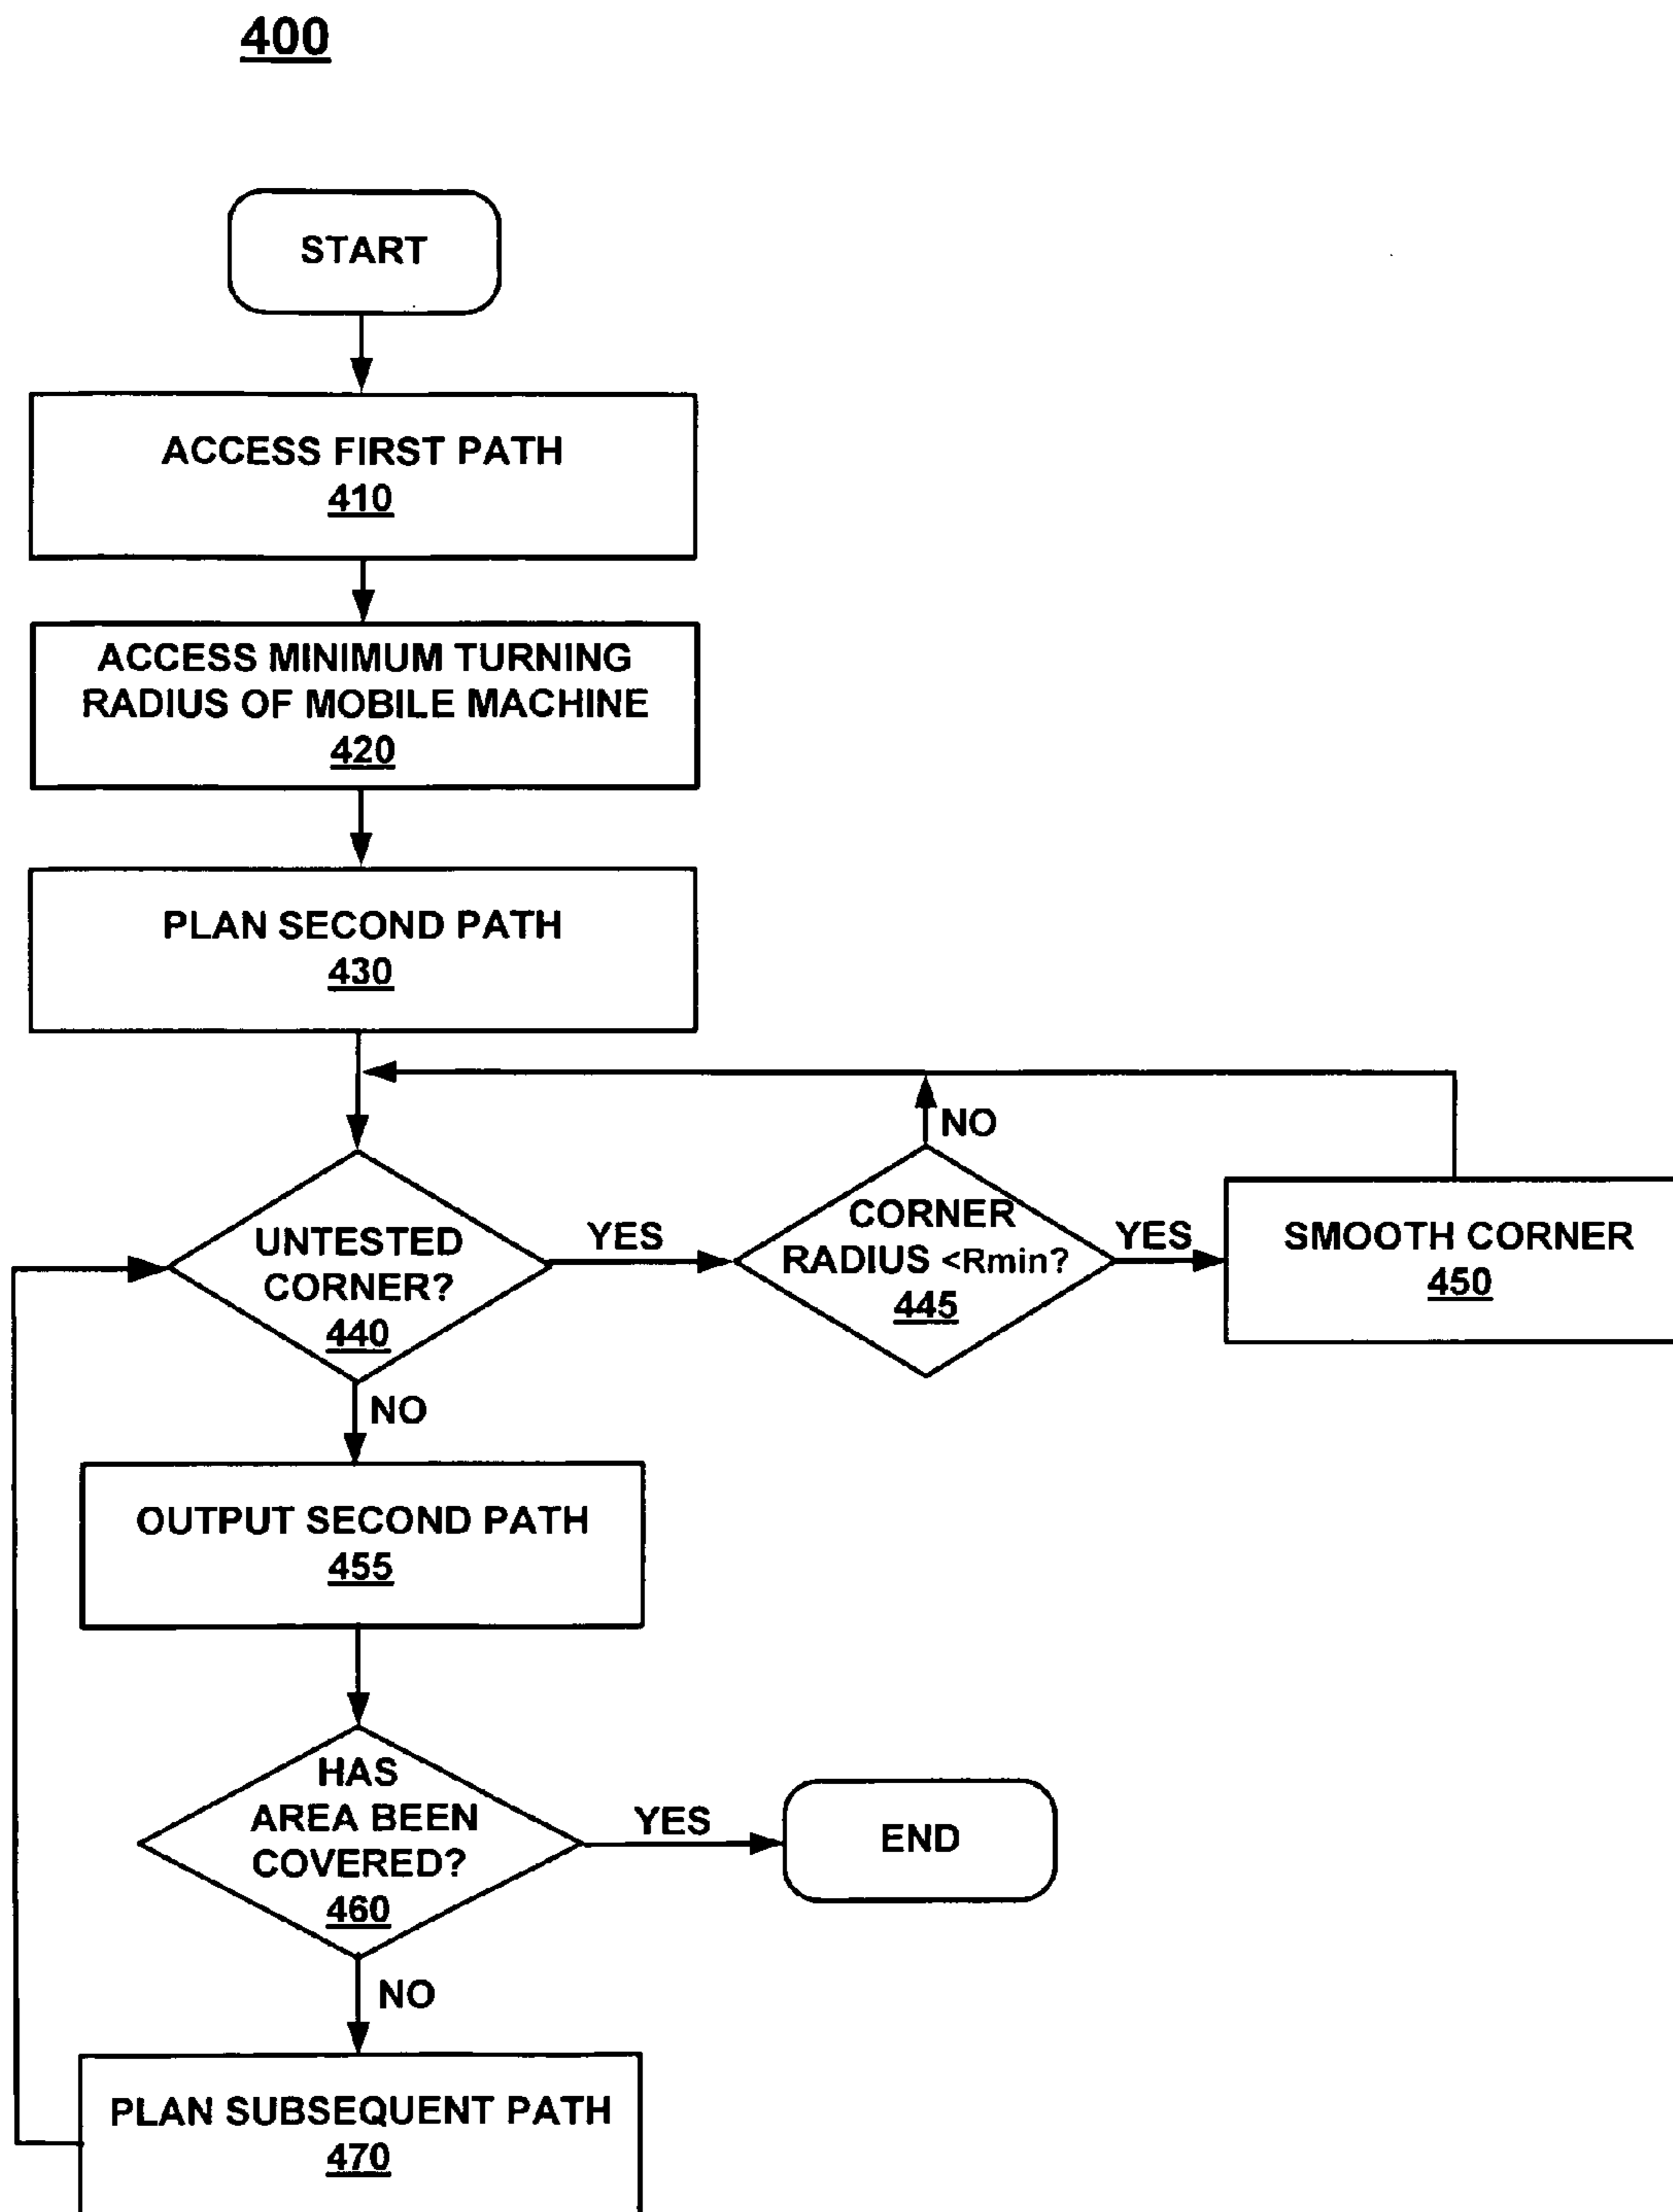 400
START
ACCESS FIRST PATH
410
ACCESS MINIMUM TURNING
RADIUS OF MOBILE MACHINE
420
PLAN SECOND PATH
430
UNTESTED
CORNER?
440
YES
CORNER
RADIUS <Rmin?
445
NO
YES
SMOOTH CORNER
450
NO
OUTPUT SECOND PATH
455
HAS
AREA BEEN
COVERED?
460
YES
END
NO
PLAN SUBSEQUENT PATH
470